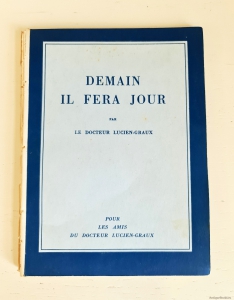 DEMAIN
IL FERA JOUR
PAR
LE DOCTEUR LUCIEN-GRAUX
POUR
LES AMIS
DU DOCTEUR LUCIEN-GRAUX